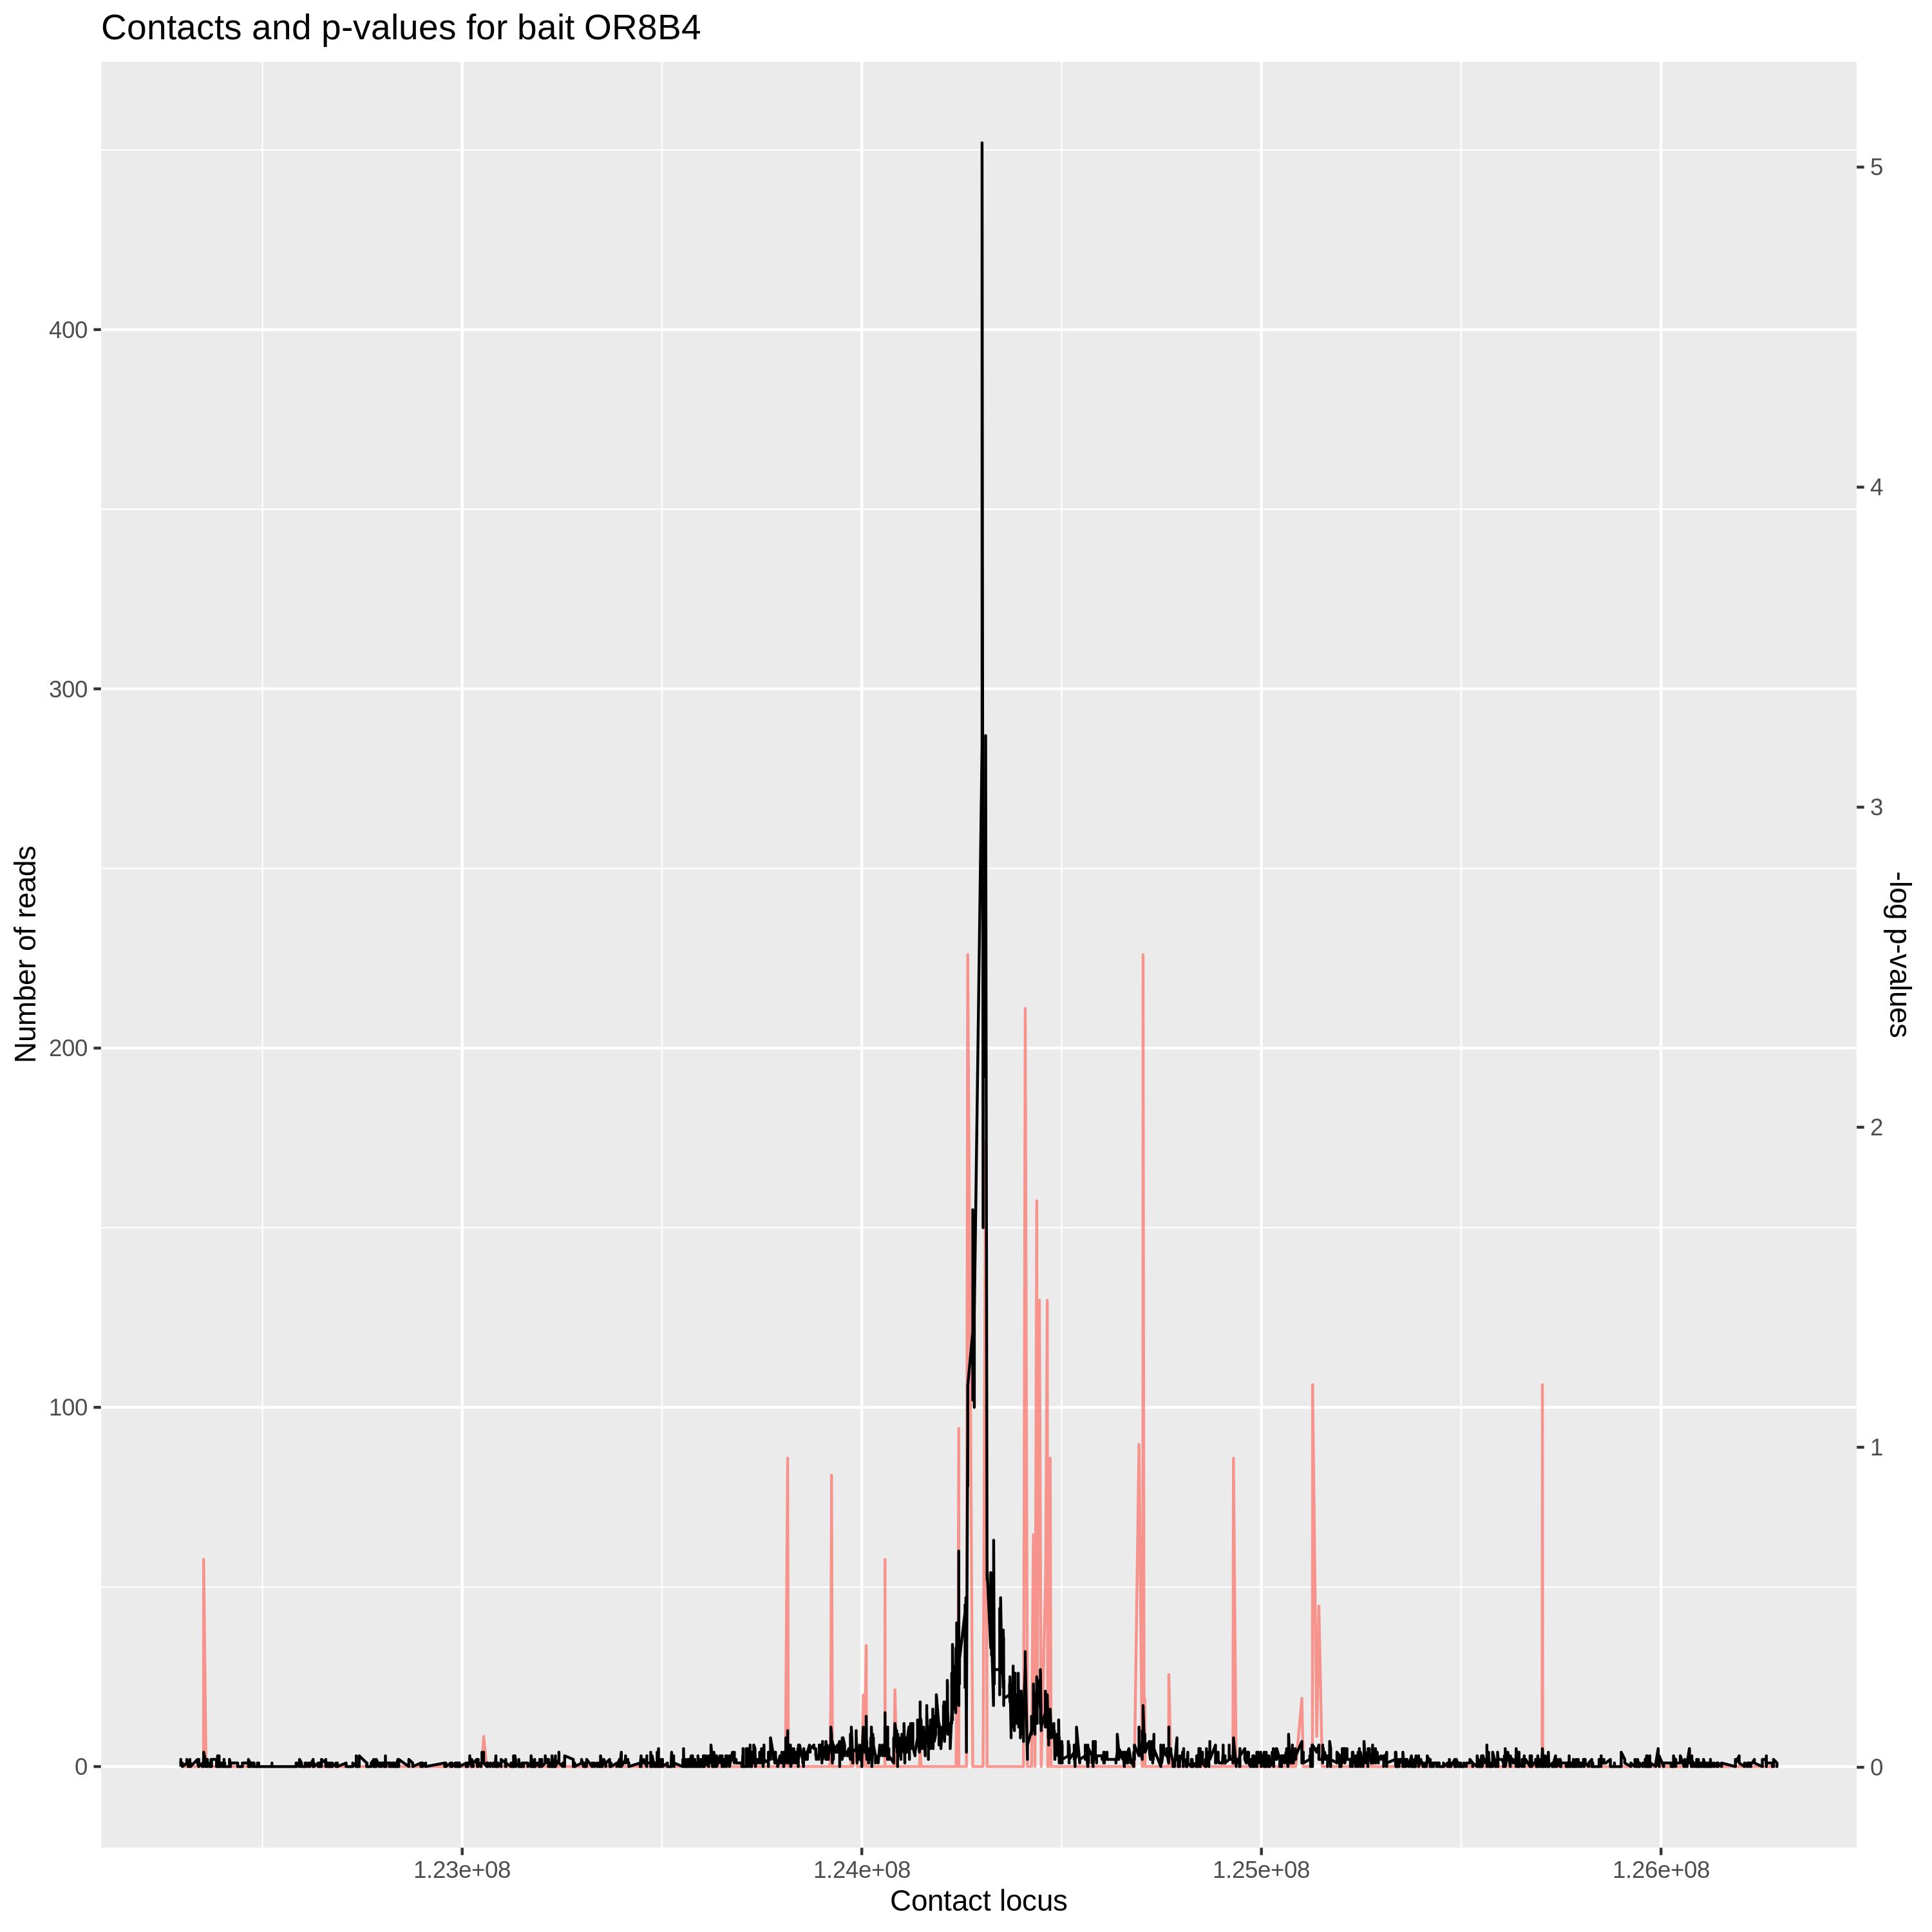 Contacts and p-values for bait OR8B4
Number of reads
400
300
200
100
0
5
4
3
2
1
0
-log p-values
1.23e+08
1.24e+08
1.25e+08
1.26e+08
Contact locus